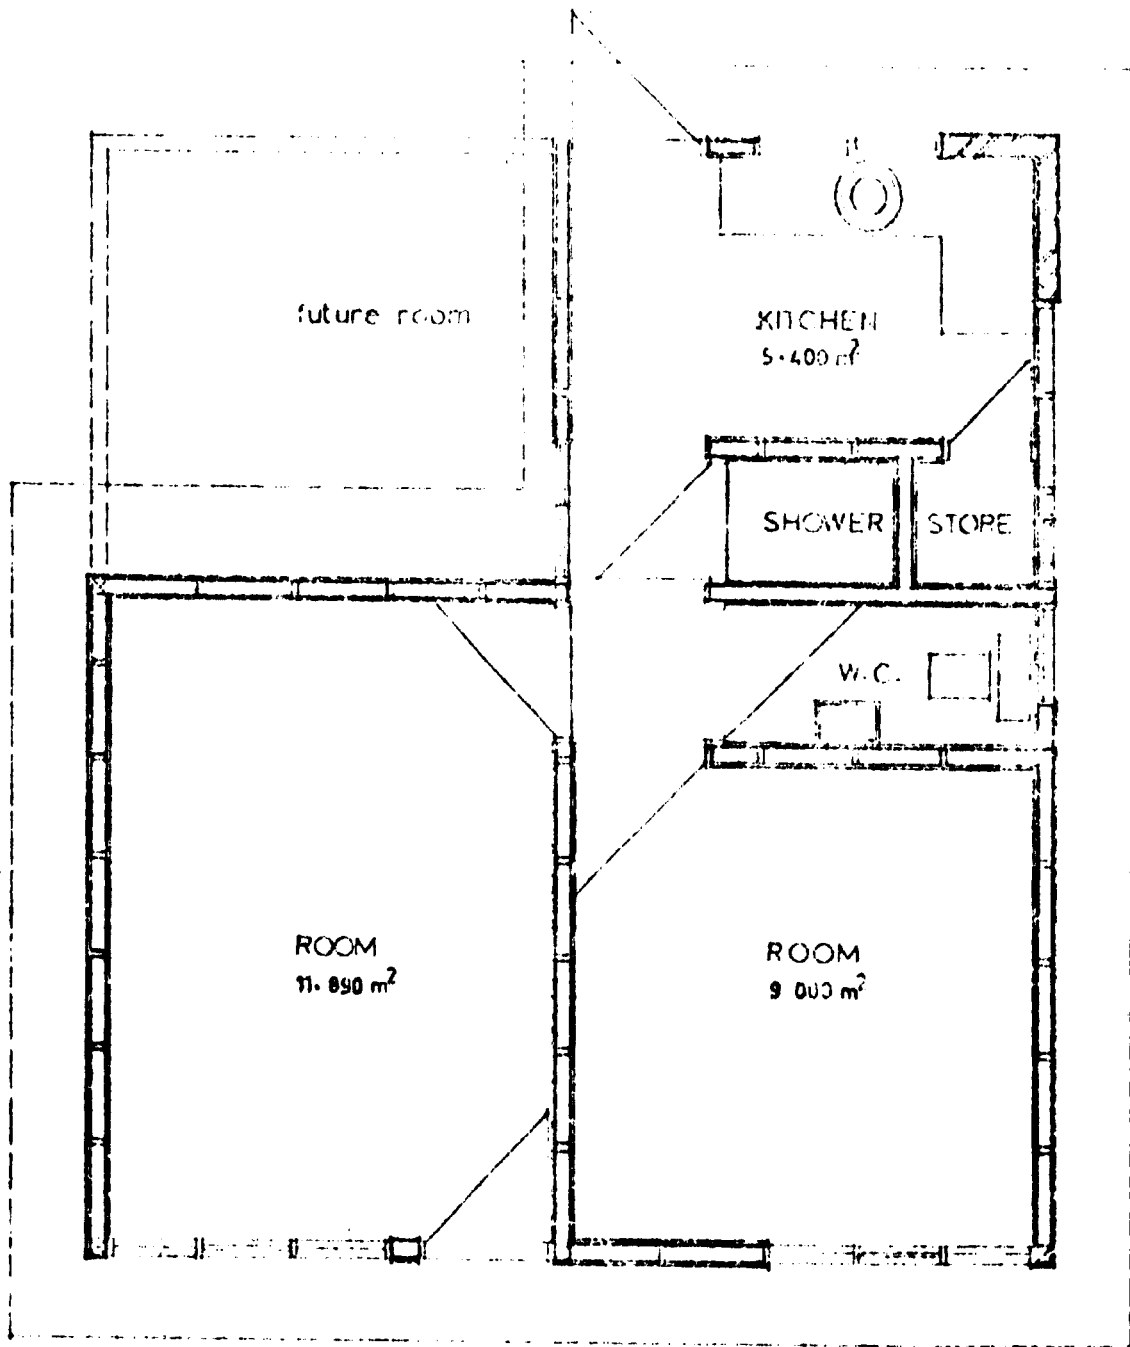 future room
KITCHEN
5.400 m²
SHOWER
STORE
W.C.
ROOM
11.890 m²
ROOM
9 000 m²